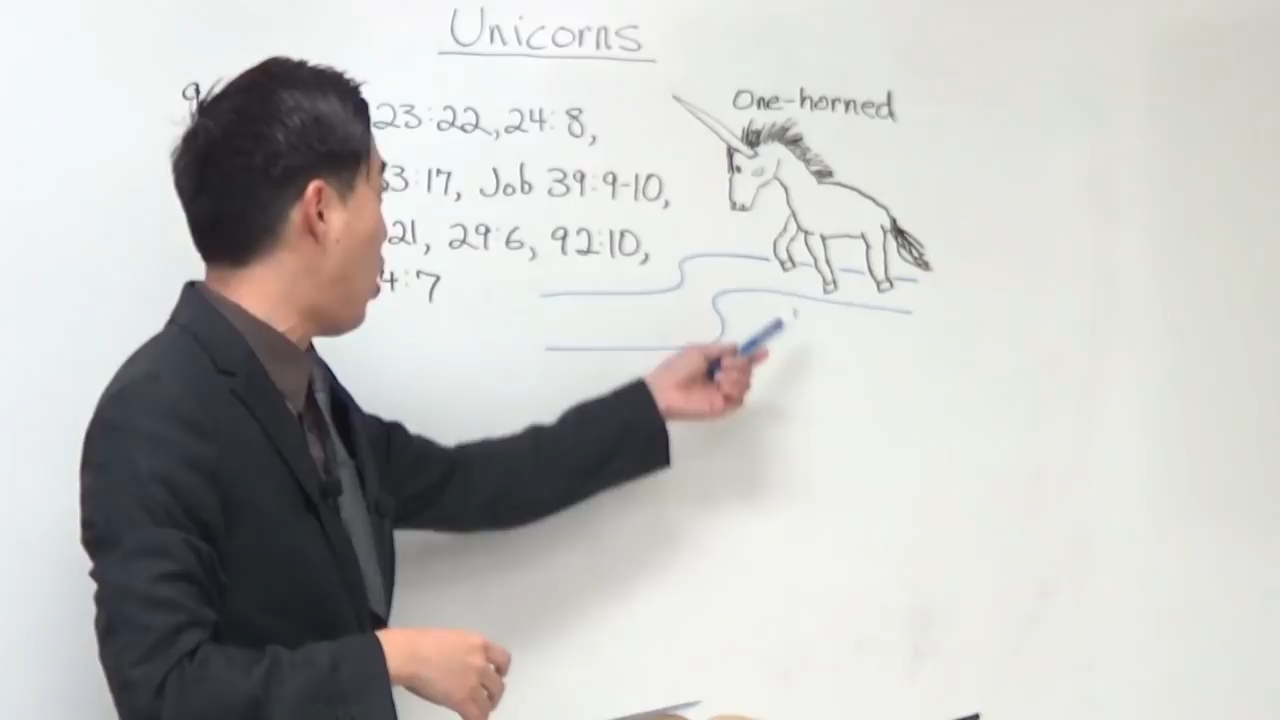 Unicorns
One-horned
23:22, 24:8,
3:17, Job 39:9-10,
21, 29:6, 92:10,
4:7